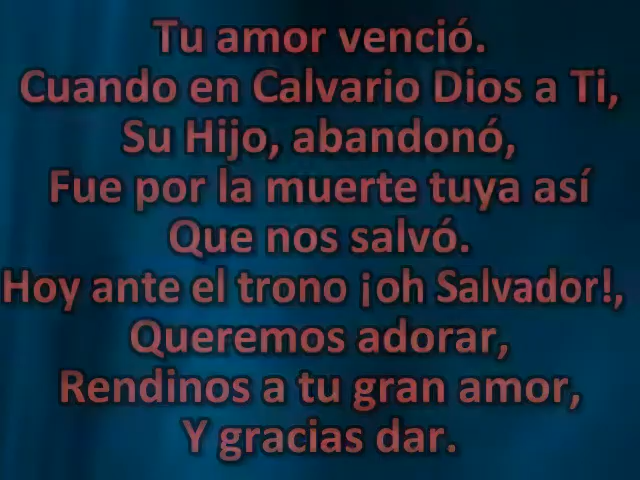 Tu amor venció.
Cuando en Calvario Dios a Ti,
Su Hijo, abandonó,
Fue por la muerte tuya así
Que nos salvó.
Hoy ante el trono ¡oh Salvador!,
Queremos adorar,
Rendinos a tu gran amor,
Y gracias dar.